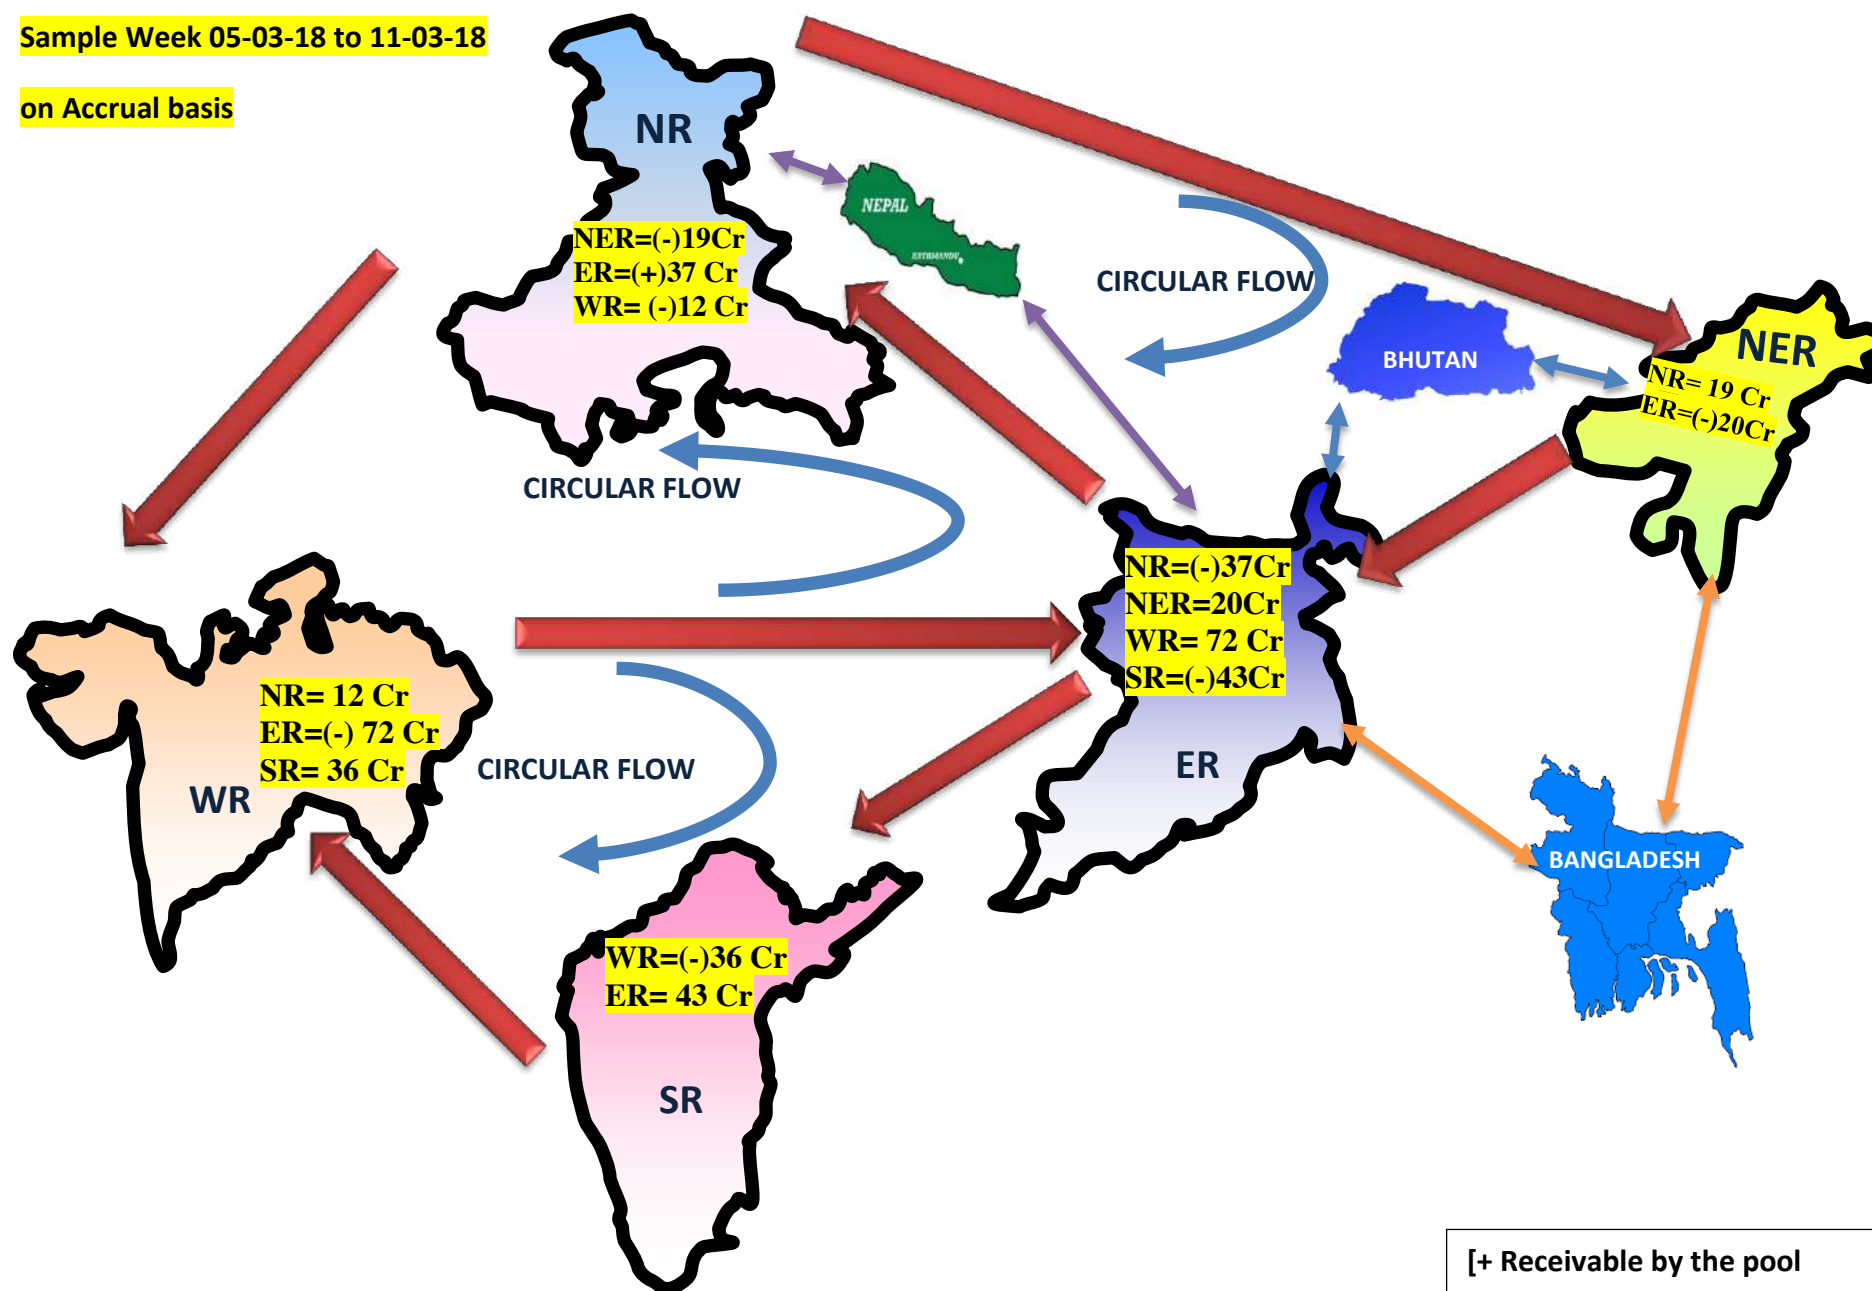 Sample Week 05-03-18 to 11-03-18
on Accrual basis
NR
NER=(-)19Cr
ER=(+)37 Cr
WR= (-)12 Cr
NEPAL
KATHMANDU
CIRCULAR FLOW
BHUTAN
NER
NR= 19 Cr
ER=(-)20Cr
CIRCULAR FLOW
NR=(-)37Cr
NER=20Cr
WR= 72 Cr
SR=(-)43Cr
ER
NR= 12 Cr
ER=(-) 72 Cr
SR= 36 Cr
WR
CIRCULAR FLOW
BANGLADESH
WR=(-)36 Cr
ER= 43 Cr
SR
[+ Receivable by the pool